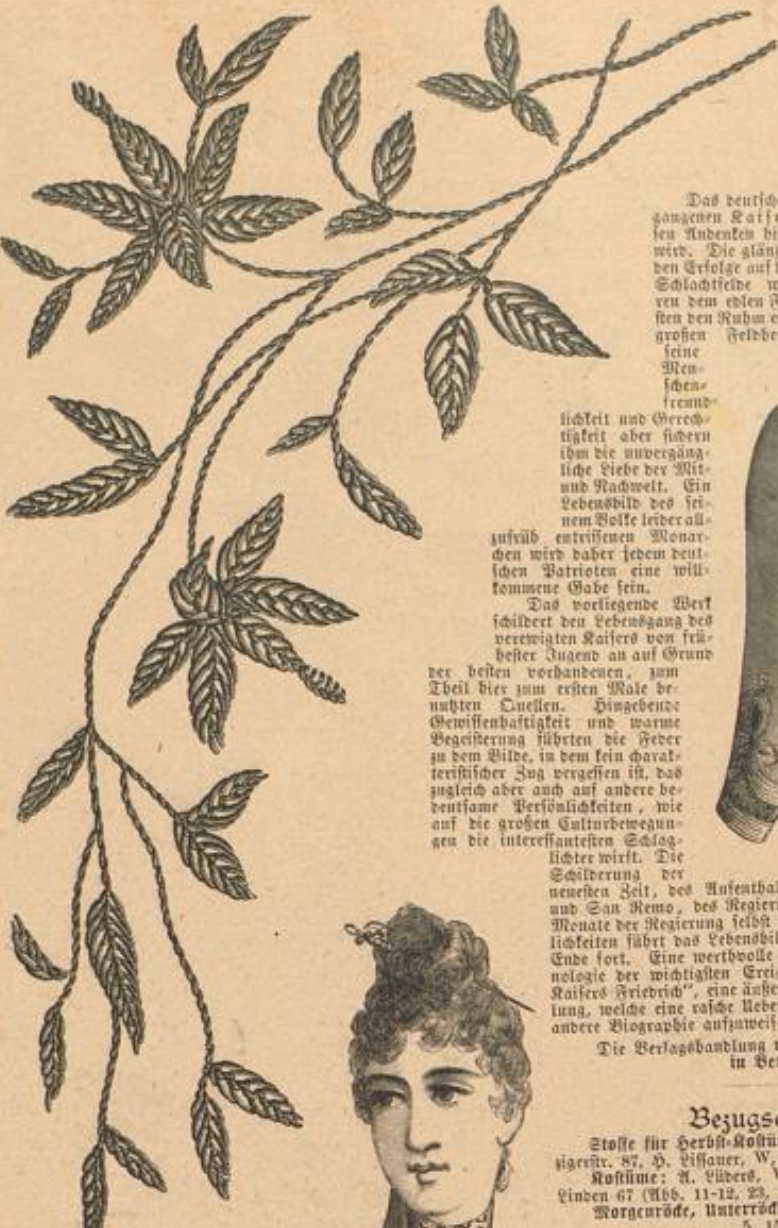 Das deutsche
gangenen Kais
sen Andenken
wird. Die
den Erfolge auf
Schlachtfelde
ren dem edlen
sten den Ruhm
großen
seine
Men-
schen-
freund-
lichkeit und Gerech-
tigkeit aber sichern
ihm die unvergäng-
liche Liebe der Mit-
und Nachwelt. Ein
Lebensbild des sei-
nem Volke leider all-
zufrüh entrissenen Monar-
chen wird daher jedem deut-
schen Patrioten eine will-
kommene Gabe sein.
Das vorliegende Werk
schildert den Lebensgang des
verewigten Kaisers von frü-
hester Jugend an auf Grund
der besten vorhandenen, zum
Theil hier zum ersten Male be-
nutzten Quellen. Hingebende
Gewissenhaftigkeit und warme
Begeisterung führten die Feder
zu dem Bilde, in dem kein charak-
teristischer Zug vergessen ist, das
zugleich aber auch auf andere be-
deutsame Persönlichkeiten, wie
auf die großen Culturbewegun-
gen die interessantesten Schlag-
lichter wirft. Die
Schilderung der
neuesten Zeit, des Aufenthal
und San Remo, des Regier
Monate der Regierung selbst
lichkeiten führt das Lebensbil
Ende fort. Eine werthvolle
nologie der wichtigsten Erei
Kaisers Friedrich“, eine äuße
lung, welche eine rasche Uebe
andere Biographie aufzuweis
Die Verlagshandlung
in Be
Bezugs
Stoffe für Herbst-Kostü
zigerstr. 87, H. Lissauer, W.
Kostüme: A. Lüders,
Linden 67 (Abb. 11-12, 23,
Morgenröcke, Unterröck